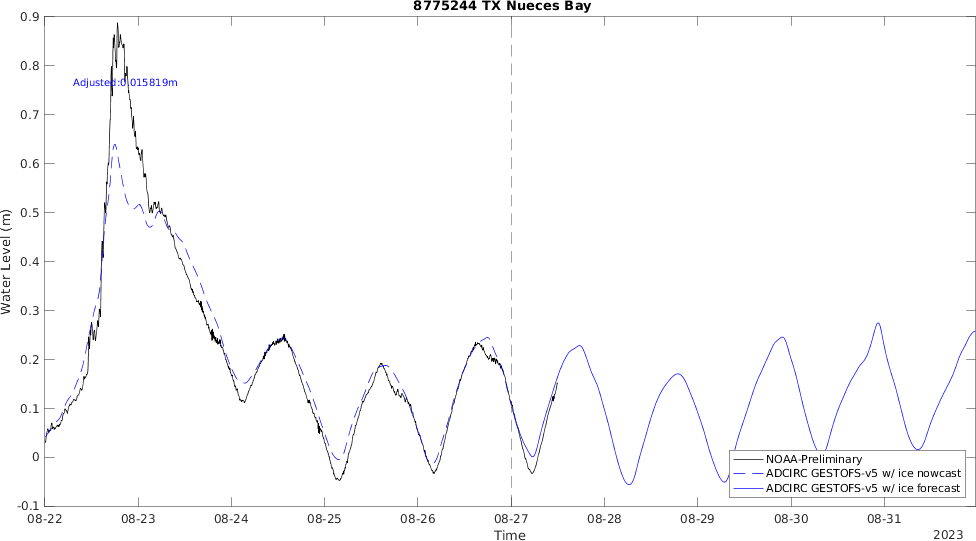 8775244 TX Nueces Bay
0.9
0.8
0.7
0.6
0.5
0.4
0.3
0.2
0.1
0
-0.1
Water Level (m)
Adjusted:0.015819m
NOAA-Preliminary
ADCIRC GESTOFS-v5 w/ ice nowcast
ADCIRC GESTOFS-v5 w/ ice forecast
08-22 08-23 08-24 08-25 08-26 08-27 08-28 08-29 08-30 08-31
Time
2023